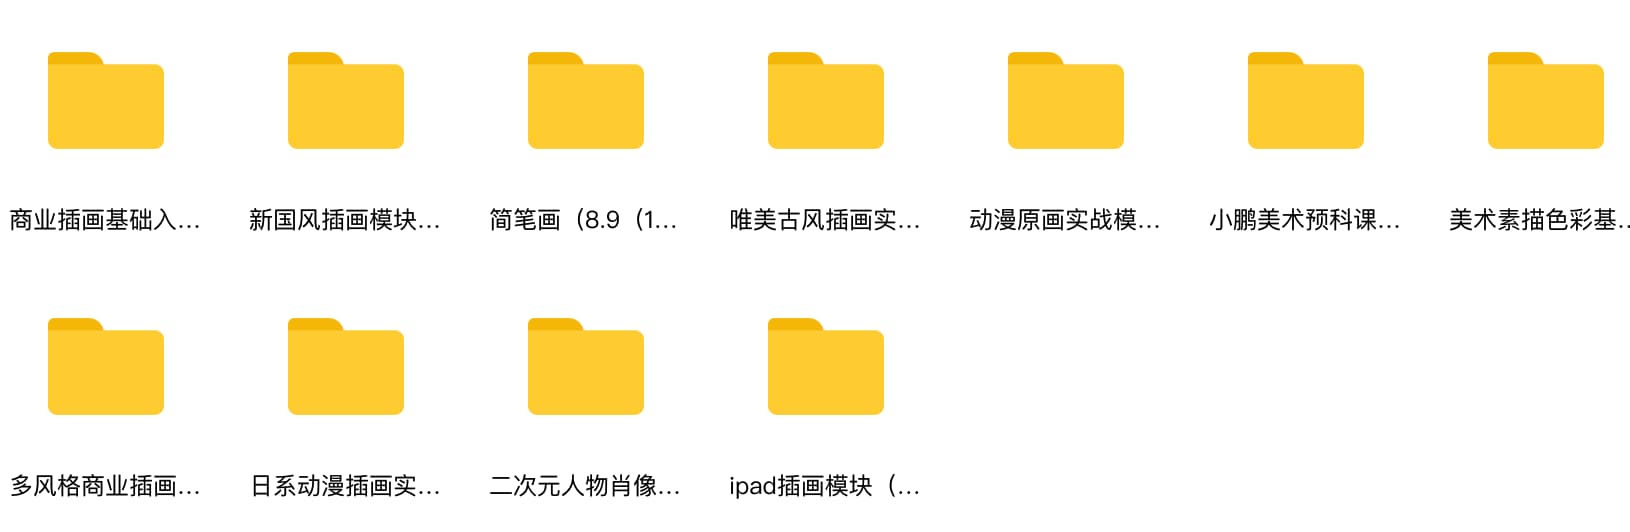 商业插画基础入...
新国风插画模块...
简笔画（8.9（1...
唯美古风插画实...
动漫原画实战模...
小鹏美术预科课...
美术素描色彩基..
多风格商业插画...
日系动漫插画实...
二次元人物肖像...
ipad插画模块（...